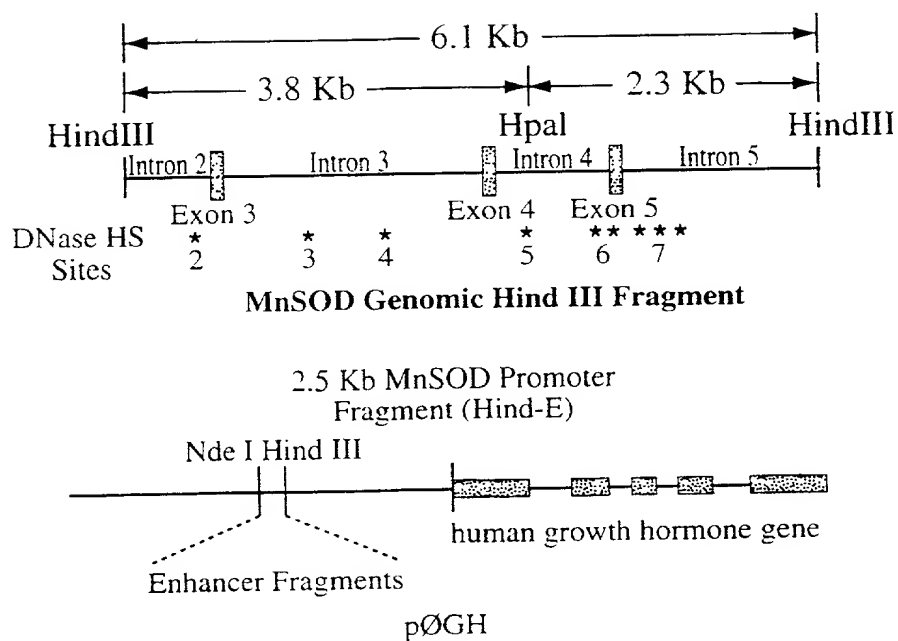 6.1 Kb
3.8 Kb 2.3 Kb
HindIII HpaI HindIII
Intron 2 Intron 3 Intron 4 Intron 5
Exon 3 Exon 4 Exon 5
DNase HS Sites
* * * * ** ***
2 3 4 5 6 7
MnSOD Genomic Hind III Fragment
2.5 Kb MnSOD Promoter
Fragment (Hind-E)
Nde I Hind III
human growth hormone gene
Enhancer Fragments
pØGH